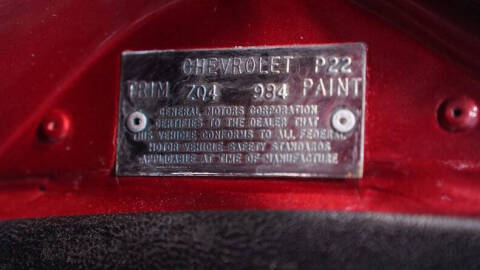 CHEVROLET P22
TRIM ZQ4 984 PAINT
GENERAL MOTORS CORPORATION
CERTIFIES TO THE DEALER THAT
THIS VEHICLE CONFORMS TO ALL FEDERAL
MOTOR VEHICLE SAFETY STANDARDS
APPLICABLE AT TIME OF MANUFACTURE